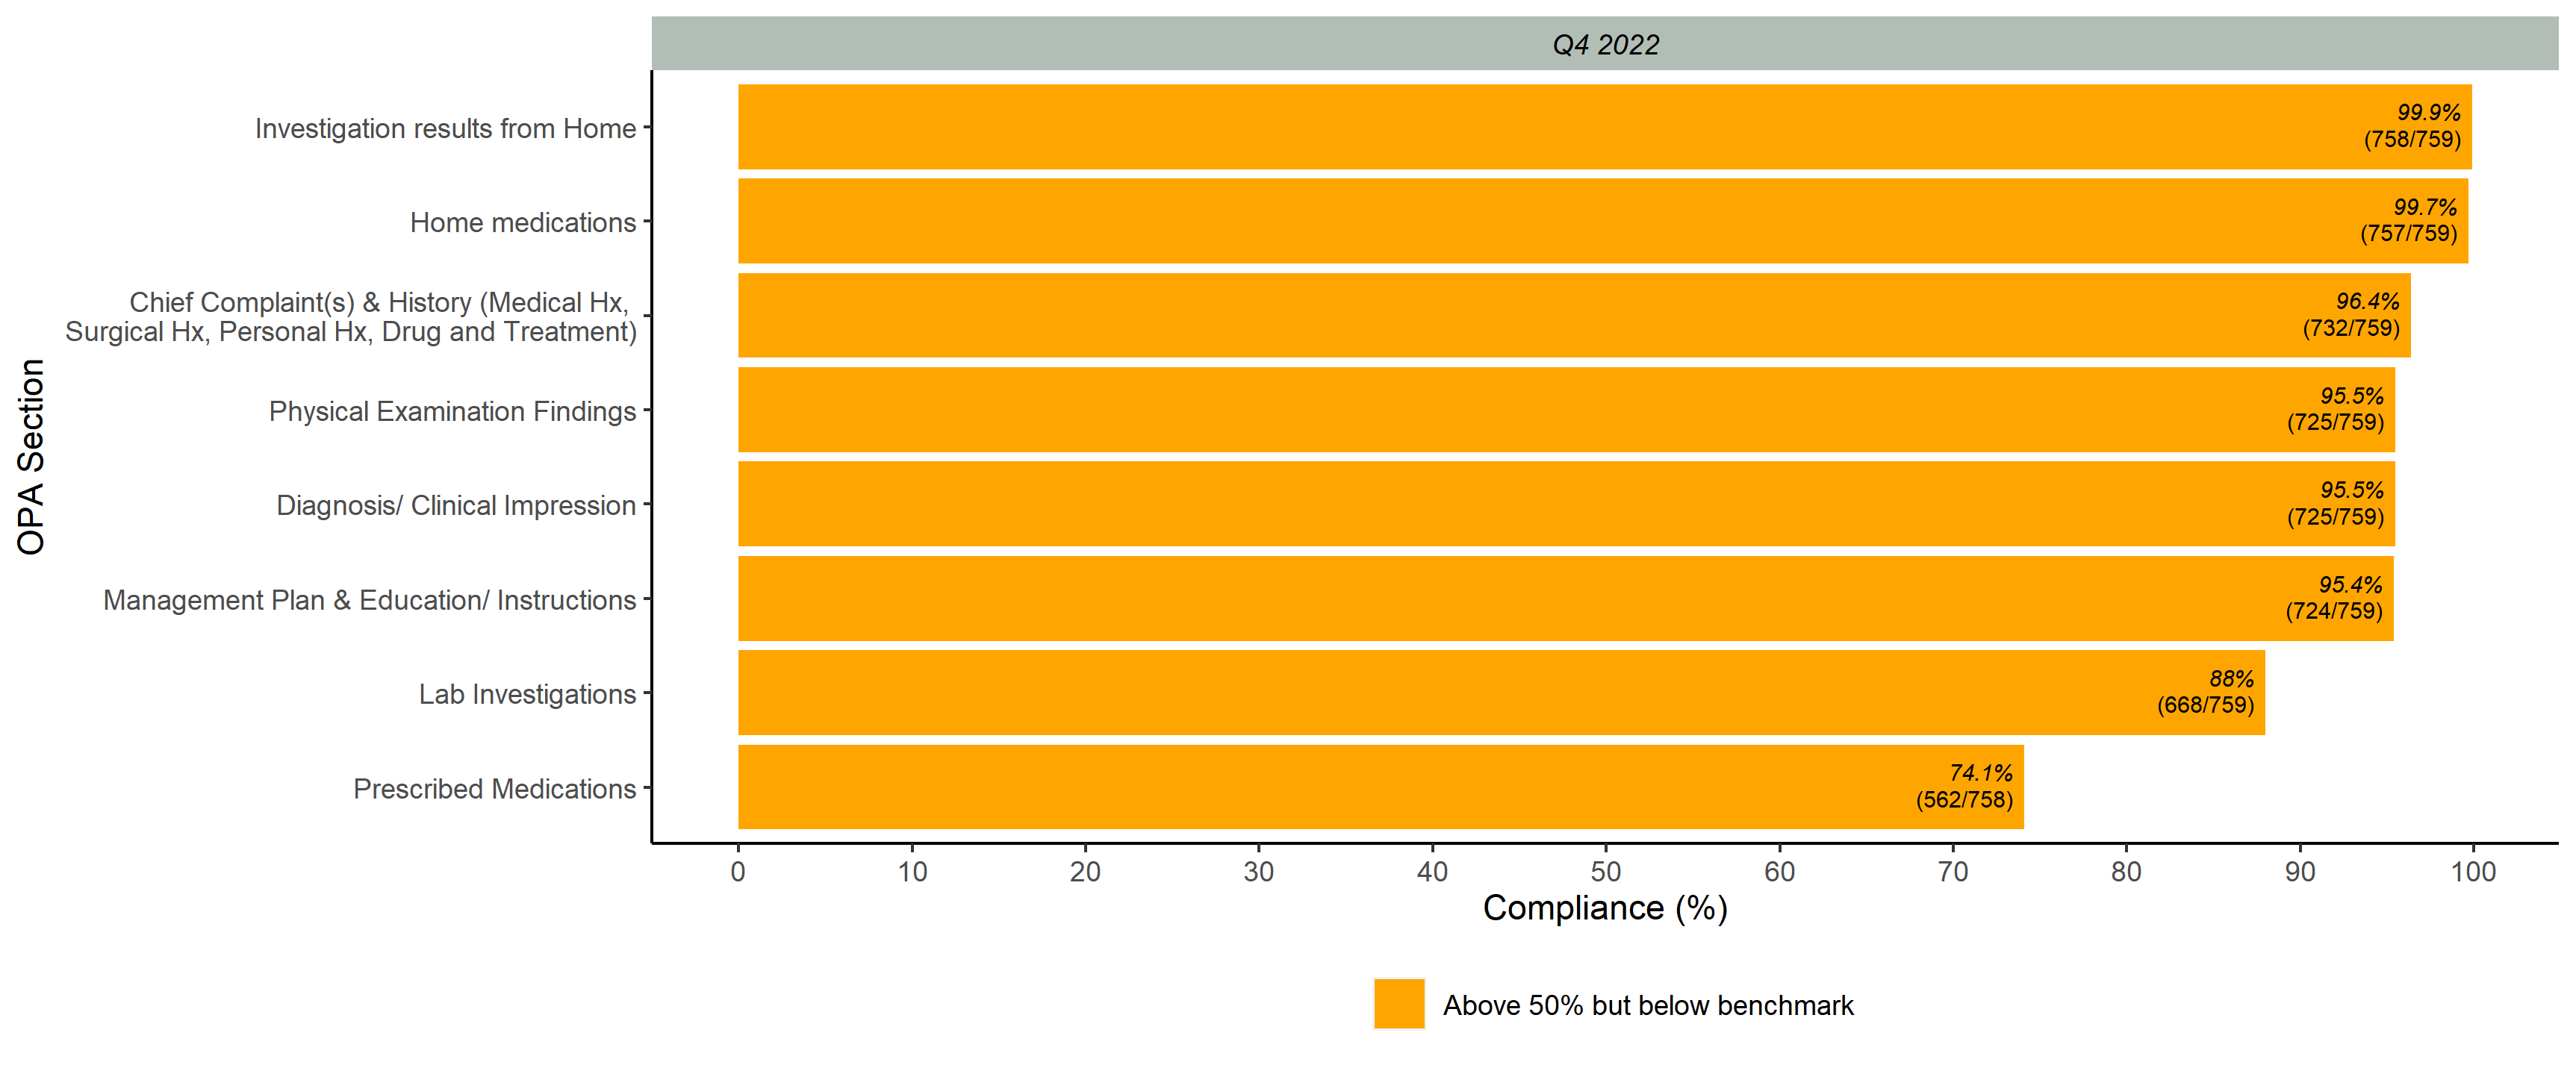 Q4 2022
OPA Section
Investigation results from Home
99.9%
(758/759)
Home medications
99.7%
(757/759)
Chief Complaint(s) & History (Medical Hx,
Surgical Hx, Personal Hx, Drug and Treatment)
96.4%
(732/759)
Physical Examination Findings
95.5%
(725/759)
Diagnosis/ Clinical Impression
95.5%
(725/759)
Management Plan & Education/ Instructions
95.4%
(724/759)
Lab Investigations
88%
(668/759)
Prescribed Medications
74.1%
(562/758)
0 10 20 30 40 50 60 70 80 90 100
Compliance (%)
Above 50% but below benchmark